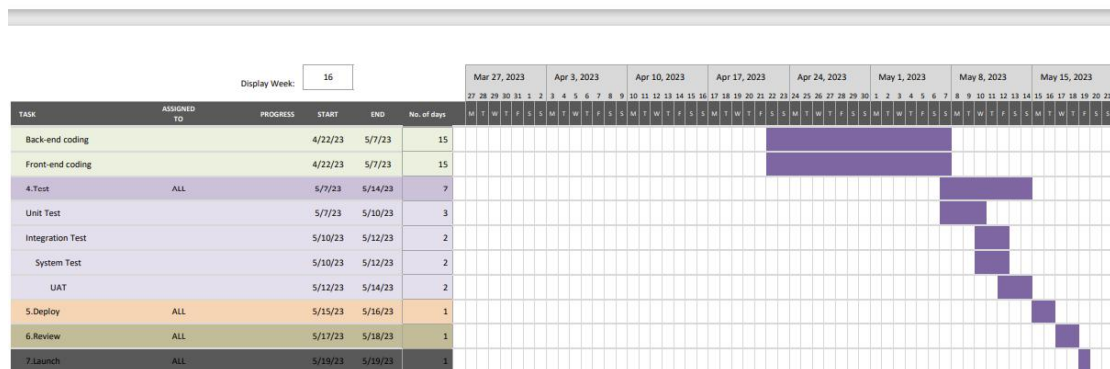 Display Week: 16
Mar 27, 2023 Apr 3, 2023 Apr 10, 2023 Apr 17, 2023 Apr 24, 2023 May 1, 2023 May 8, 2023 May 15, 2023
27 28 29 30 31 1 2 3 4 5 6 7 8 9 10 11 12 13 14 15 16 17 18 19 20 21 22 23 24 25 26 27 28 29 30 1 2 3 4 5 6 7 8 9 10 11 12 13 14 15 16 17 18 19 20 21
TASK ASSIGNED TO PROGRESS START END No. of days M T W T F S S M T W T F S S M T W T F S S M T W T F S S M T W T F S S M T W T F S S M T W T F S S M T W T F S S
Back-end coding 4/22/23 5/7/23 15
Front-end coding 4/22/23 5/7/23 15
4.Test ALL 5/7/23 5/14/23 7
Unit Test 5/7/23 5/10/23 3
Integration Test 5/10/23 5/12/23 2
System Test 5/10/23 5/12/23 2
UAT 5/12/23 5/14/23 2
5.Deploy ALL 5/15/23 5/16/23 1
6.Review ALL 5/17/23 5/18/23 1
7.Launch ALL 5/19/23 5/19/23 1